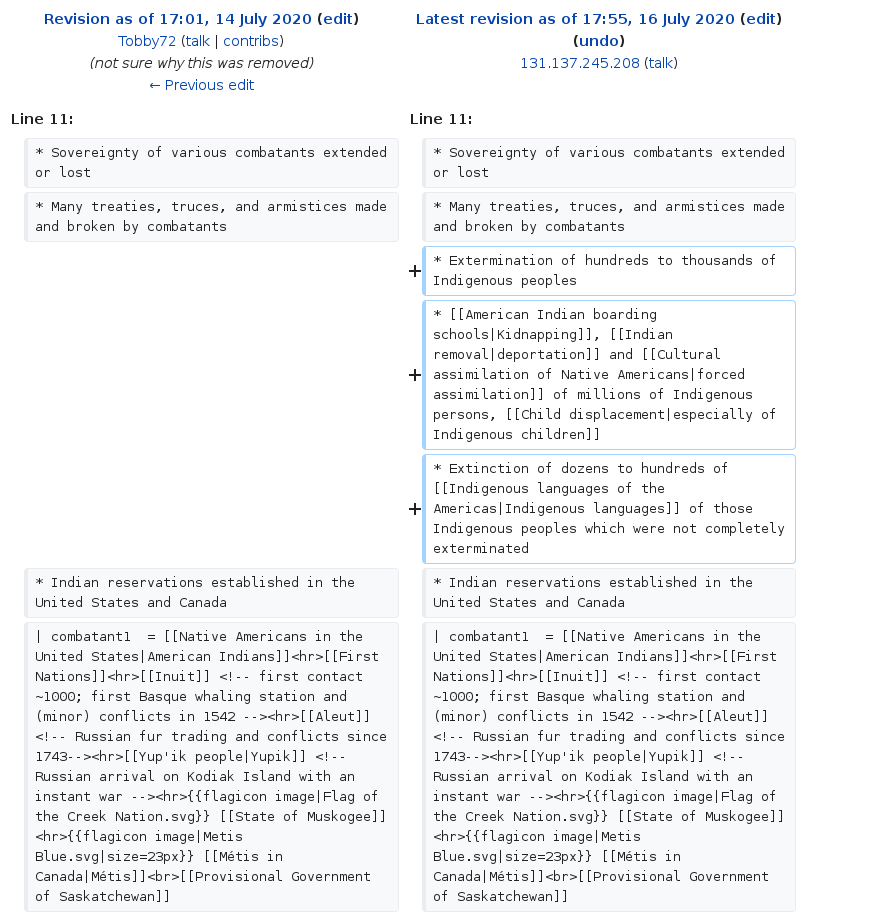 Revision as of 17:01, 14 July 2020 (edit)
Tobby72 (talk | contribs)
(not sure why this was removed)
← Previous edit
Latest revision as of 17:55, 16 July 2020 (edit)
(undo)
131.137.245.208 (talk)
Line 11:
Line 11:
* Sovereignty of various combatants extended
or lost
* Sovereignty of various combatants extended
or lost
* Many treaties, truces, and armistices made
and broken by combatants
* Many treaties, truces, and armistices made
and broken by combatants
+
* Extermination of hundreds to thousands of
Indigenous peoples
+
* [[American Indian boarding
schools|Kidnapping]], [[Indian
removal|deportation]] and [[Cultural
assimilation of Native Americans|forced
assimilation]] of millions of Indigenous
persons, [[Child displacement|especially of
Indigenous children]]
+
* Extinction of dozens to hundreds of
[[Indigenous languages of the
Americas|Indigenous languages]] of those
Indigenous peoples which were not completely
exterminated
* Indian reservations established in the
United States and Canada
* Indian reservations established in the
United States and Canada
| combatant1  = [[Native Americans in the
United States|American Indians]]<hr>[[First
Nations]]<hr>[[Inuit]] <!-- first contact
~1000; first Basque whaling station and
(minor) conflicts in 1542 --><hr>[[Aleut]]
<!-- Russian fur trading and conflicts since
1743--><hr>[[Yup'ik people|Yupik]] <!--
Russian arrival on Kodiak Island with an
instant war --><hr>{{flagicon image|Flag of
the Creek Nation.svg}} [[State of Muskogee]]
<hr>{{flagicon image|Metis
Blue.svg|size=23px}} [[Métis in
Canada|Métis]]<br>[[Provisional Government
of Saskatchewan]]
| combatant1  = [[Native Americans in the
United States|American Indians]]<hr>[[First
Nations]]<hr>[[Inuit]] <!-- first contact
~1000; first Basque whaling station and
(minor) conflicts in 1542 --><hr>[[Aleut]]
<!-- Russian fur trading and conflicts since
1743--><hr>[[Yup'ik people|Yupik]] <!--
Russian arrival on Kodiak Island with an
instant war --><hr>{{flagicon image|Flag of
the Creek Nation.svg}} [[State of Muskogee]]
<hr>{{flagicon image|Metis
Blue.svg|size=23px}} [[Métis in
Canada|Métis]]<br>[[Provisional Government
of Saskatchewan]]